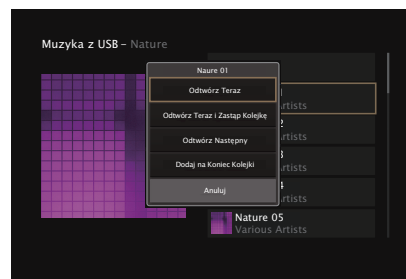 Muzyka z USB – Nature
Naure 01
Odtwórz Teraz
Odtwórz Teraz i Zastąp Kolejkę
Odtwórz Następny
Dodaj na Koniec Kolejki
Anuluj
Nature 05
Various Artists